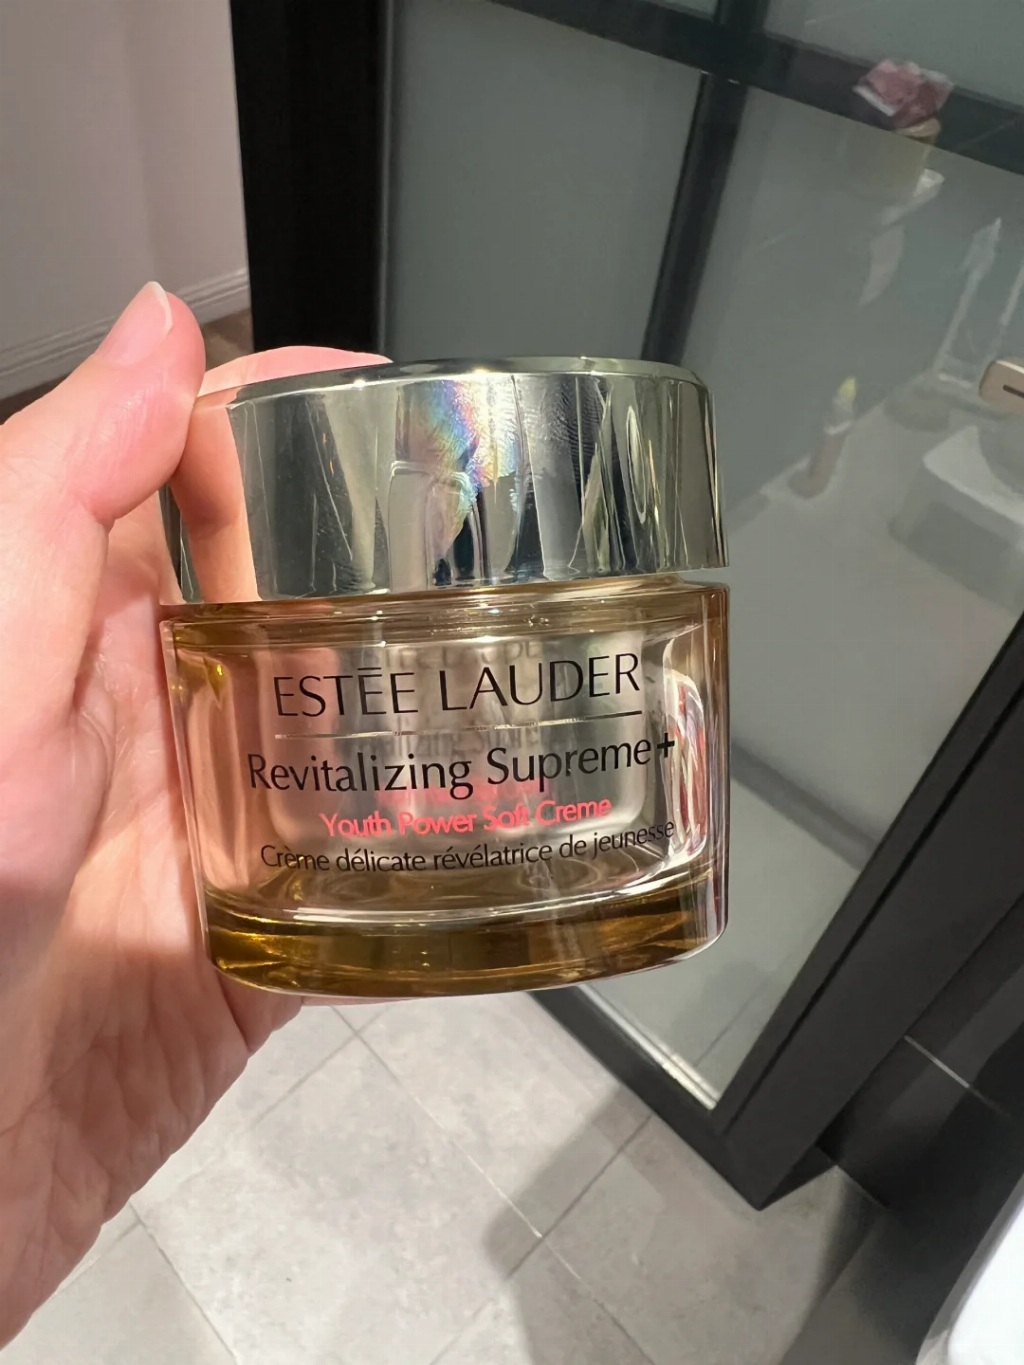 ESTĒE LAUDER
Revitalizing Supreme+
Youth Power Soft Creme
Crème délicate révélatrice de jeunesse